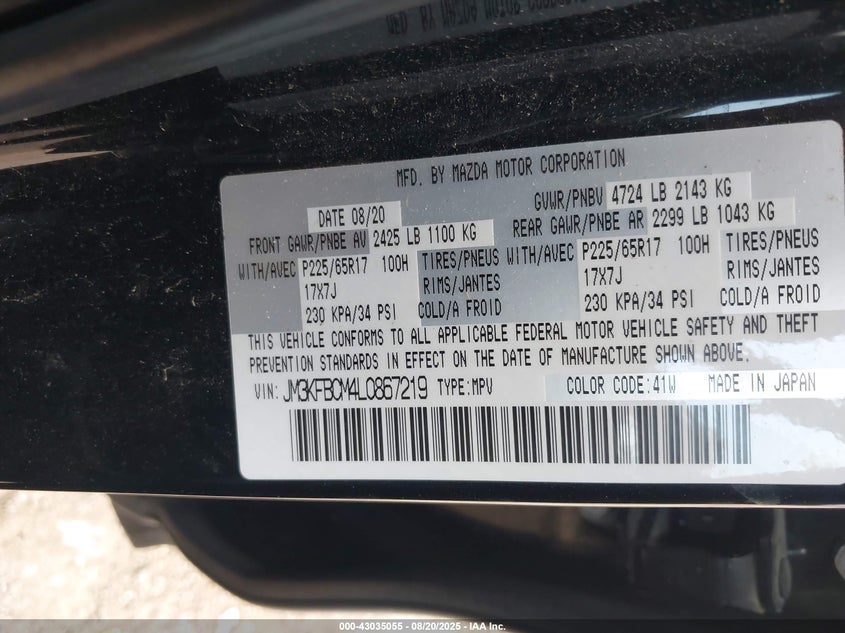 MFD. BY MAZDA MOTOR CORPORATION
DATE 08/20
GVWR/PNBV 4724 LB 2143 KG
FRONT GAWR/PNBE AV 2425 LB 1100 KG
REAR GAWR/PNBE AR 2299 LB 1043 KG
WITH/AVEC P225/65R17 100H TIRES/PNEUS
17X7J RIMS/JANTES
230 KPA/34 PSI COLD/A FROID
WITH/AVEC P225/65R17 100H TIRES/PNEUS
17X7J RIMS/JANTES
230 KPA/34 PSI COLD/A FROID
THIS VEHICLE CONFORMS TO ALL APPLICABLE FEDERAL MOTOR VEHICLE SAFETY AND THEFT
PREVENTION STANDARDS IN EFFECT ON THE DATE OF MANUFACTURE SHOWN ABOVE.
VIN: JM3KFBCM4L0867219 TYPE:MPV COLOR CODE:41W MADE IN JAPAN
000-43035055 - 08/20/2025 - IAA Inc.